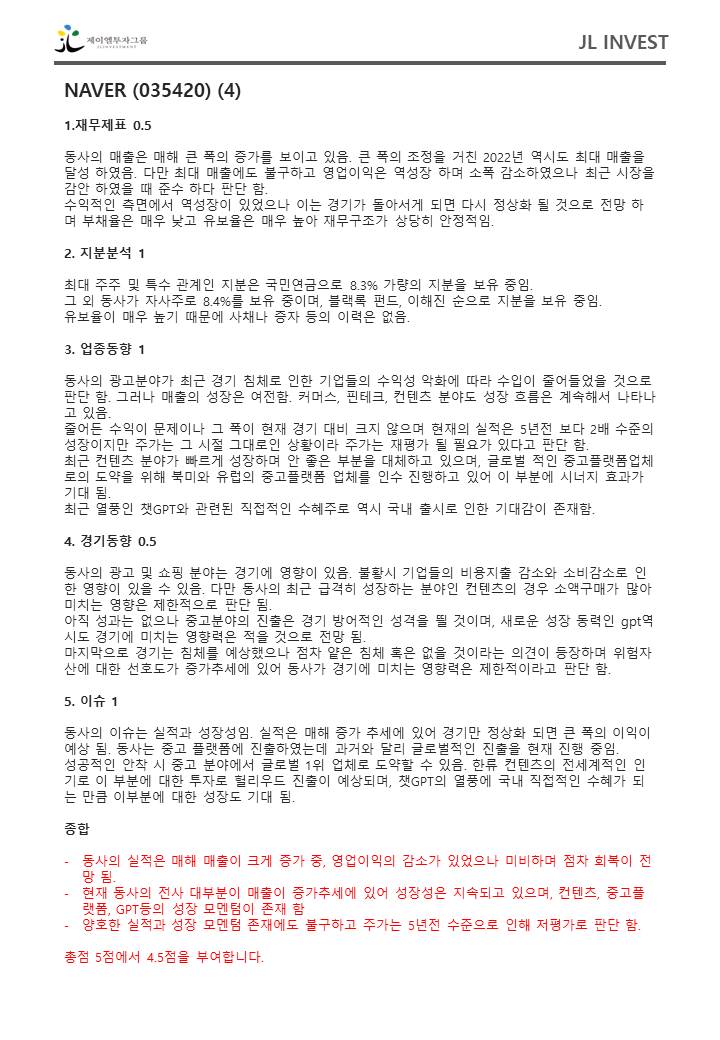 제이엘투자그룹
JL INVESTMENT
JL INVEST
NAVER (035420) (4)
1.재무제표 0.5
동사의 매출은 매해 큰 폭의 증가를 보이고 있음. 큰 폭의 조정을 거친 2022년 역시도 최대 매출을
달성 하였음. 다만 최대 매출에도 불구하고 영업이익은 역성장 하며 소폭 감소하였으나 최근 시장을
감안 하였을 때 준수 하다 판단 함.
수익적인 측면에서 역성장이 있었으나 이는 경기가 돌아서게 되면 다시 정상화 될 것으로 전망 하
며 부채율은 매우 낮고 유보율은 매우 높아 재무구조가 상당히 안정적임.
2. 지분분석 1
최대 주주 및 특수 관계인 지분은 국민연금으로 8.3% 가량의 지분을 보유 중임.
그 외 동사가 자사주로 8.4%를 보유 중이며, 블랙록 펀드, 이해진 순으로 지분을 보유 중임.
유보율이 매우 높기 때문에 사채나 증자 등의 이력은 없음.
3. 업종동향 1
동사의 광고분야가 최근 경기 침체로 인한 기업들의 수익성 악화에 따라 수입이 줄어들었을 것으로
판단 함. 그러나 매출의 성장은 여전함. 커머스, 핀테크, 컨텐츠 분야도 성장 흐름은 계속해서 나타나
고 있음.
줄어든 수익이 문제이나 그 폭이 현재 경기 대비 크지 않으며 현재의 실적은 5년전 보다 2배 수준의
성장이지만 주가는 그 시절 그대로인 상황이라 주가는 재평가 될 필요가 있다고 판단 함.
최근 컨텐츠 분야가 빠르게 성장하며 안 좋은 부분을 대체하고 있으며, 글로벌 적인 중고플랫폼업체
로의 도약을 위해 북미와 유럽의 중고플랫폼 업체를 인수 진행하고 있어 이 부분에 시너지 효과가
기대 됨.
최근 열풍인 챗GPT와 관련된 직접적인 수혜주로 역시 국내 출시로 인한 기대감이 존재함.
4. 경기동향 0.5
동사의 광고 및 쇼핑 분야는 경기에 영향이 있음. 불황시 기업들의 비용지출 감소와 소비감소로 인
한 영향이 있을 수 있음. 다만 동사의 최근 급격히 성장하는 분야인 컨텐츠의 경우 소액구매가 많아
미치는 영향은 제한적으로 판단 됨.
아직 성과는 없으나 중고분야의 진출은 경기 방어적인 성격을 띌 것이며, 새로운 성장 동력인 gpt역
시도 경기에 미치는 영향력은 적을 것으로 전망 됨.
마지막으로 경기는 침체를 예상했으나 점차 얕은 침체 혹은 없을 것이라는 의견이 등장하며 위험자
산에 대한 선호도가 증가추세에 있어 동사가 경기에 미치는 영향력은 제한적이라고 판단 함.
5. 이슈 1
동사의 이슈는 실적과 성장성임. 실적은 매해 증가 추세에 있어 경기만 정상화 되면 큰 폭의 이익이
예상 됨. 동사는 중고 플랫폼에 진출하였는데 과거와 달리 글로벌적인 진출을 현재 진행 중임.
성공적인 안착 시 중고 분야에서 글로벌 1위 업체로 도약할 수 있음. 한류 컨텐츠의 전세계적인 인
기로 이 부분에 대한 투자로 헐리우드 진출이 예상되며, 챗GPT의 열풍에 국내 직접적인 수혜가 되
는 만큼 이부분에 대한 성장도 기대 됨.
종합
- 동사의 실적은 매해 매출이 크게 증가 중, 영업이익의 감소가 있었으나 미비하며 점차 회복이 전
망 됨.
- 현재 동사의 전사 대부분이 매출이 증가추세에 있어 성장성은 지속되고 있으며, 컨텐츠, 중고플
랫폼, GPT등의 성장 모멘텀이 존재 함
- 양호한 실적과 성장 모멘텀 존재에도 불구하고 주가는 5년전 수준으로 인해 저평가로 판단 함.
총점 5점에서 4.5점을 부여합니다.